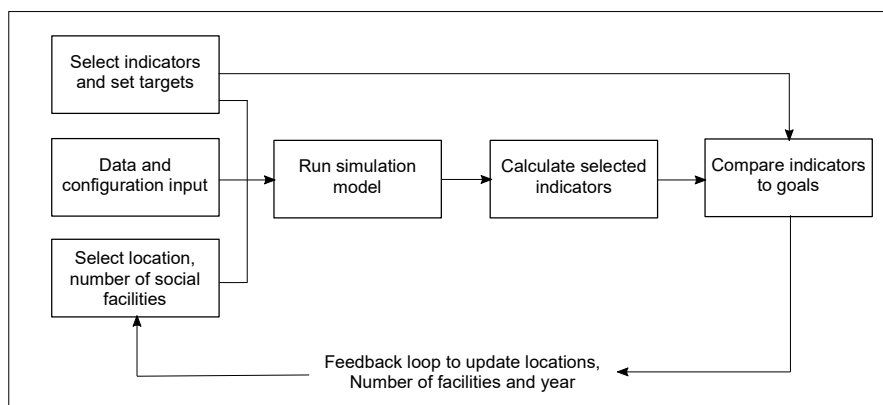 Select indicators
and set targets
Data and
configuration input
Select location,
number of social
facilities
Run simulation
model
Calculate selected
indicators
Compare indicators
to goals
Feedback loop to update locations,
Number of facilities and year